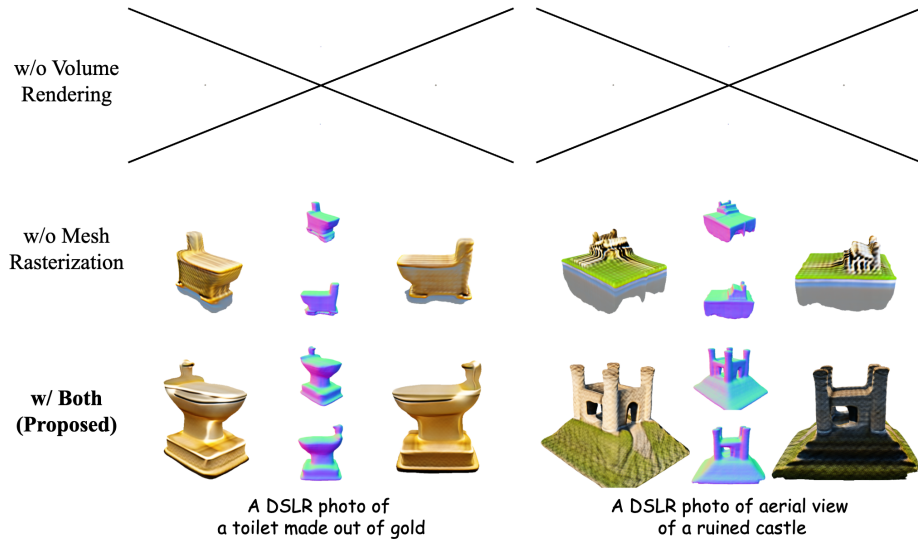 w/o Volume
Rendering
w/o Mesh
Rasterization
w/ Both
(Proposed)
A DSLR photo of
a toilet made out of gold
A DSLR photo of aerial view
of a ruined castle